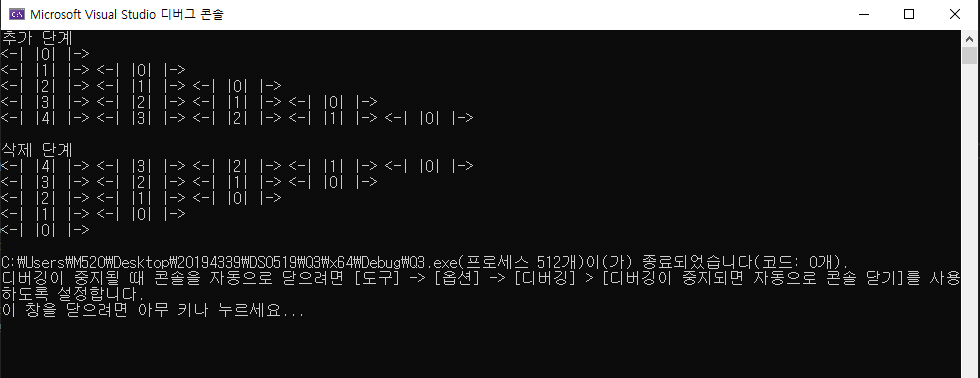 Microsoft Visual Studio 디버그 콘솔
추가 단계
<-| |0| |->
<-| |1| |-> <-| |0| |->
<-| |2| |-> <-| |1| |-> <-| |0| |->
<-| |3| |-> <-| |2| |-> <-| |1| |-> <-| |0| |->
<-| |4| |-> <-| |3| |-> <-| |2| |-> <-| |1| |-> <-| |0| |->
삭제 단계
<-| |4| |-> <-| |3| |-> <-| |2| |-> <-| |1| |-> <-| |0| |->
<-| |3| |-> <-| |2| |-> <-| |1| |-> <-| |0| |->
<-| |2| |-> <-| |1| |-> <-| |0| |->
<-| |1| |-> <-| |0| |->
<-| |0| |->
C:₩Users₩M520₩Desktop₩20194339₩DS0519₩Q3₩x64₩Debug₩Q3.exe(프로세스 512개)이(가) 종료되었습니다(코드: 0개).
디버깅이 중지될 때 콘솔을 자동으로 닫으려면 [도구] -> [옵션] -> [디버깅] > [디버깅이 중지되면 자동으로 콘솔 닫기]를 사용
하도록 설정합니다.
이 창을 닫으려면 아무 키나 누르세요...